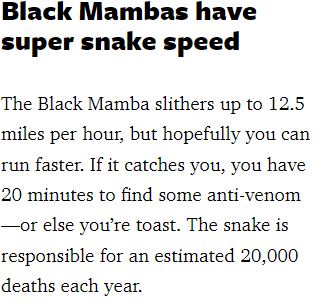 Black Mambas have
super snake speed
The Black Mamba slithers up to 12.5
miles per hour, but hopefully you can
run faster. If it catches you, you have
20 minutes to find some anti-venom
—or else you’re toast. The snake is
responsible for an estimated 20,000
deaths each year.